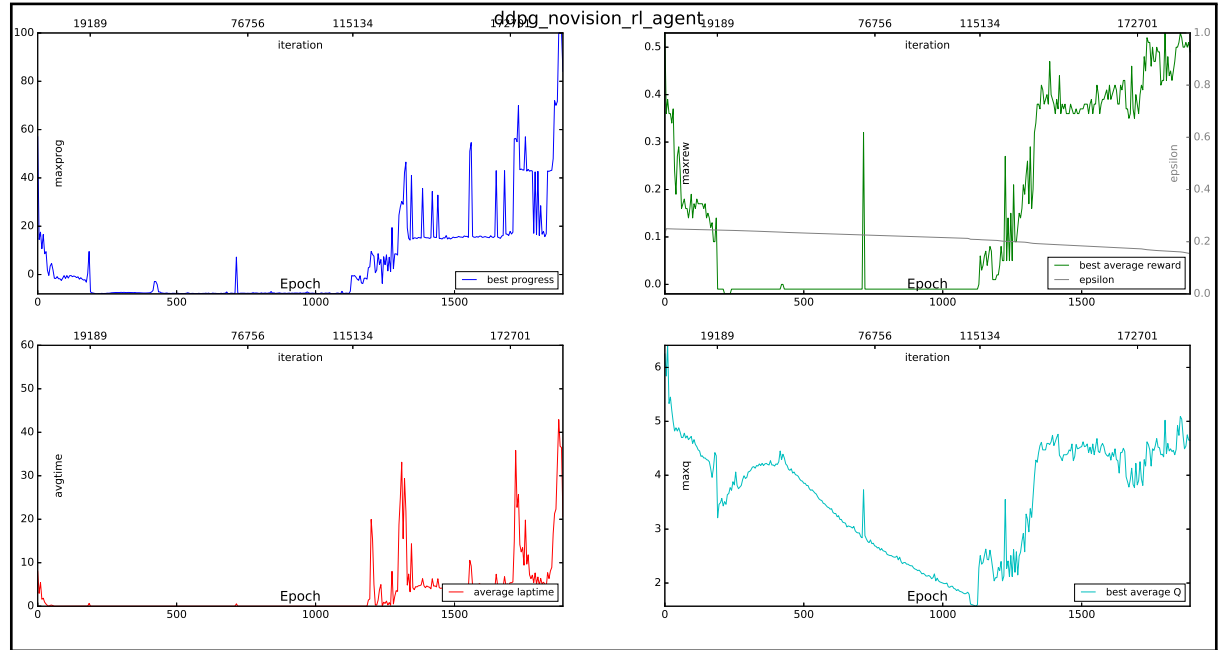 ddpg_novision_rl_agent
19189 76756 115134 172701
iteration
100
80
60
40
20
0
maxprog
Epoch
best progress
0 500 1000 1500
19189 76756 115134 172701
iteration
0.5
0.4
0.3
0.2
0.1
0.0
maxrew
1.0
0.8
0.6
0.4
0.2
0.0
epsilon
Epoch
best average reward
epsilon
0 500 1000 1500
19189 76756 115134 172701
iteration
60
50
40
30
20
10
0
avgtime
Epoch
average laptime
0 500 1000 1500
19189 76756 115134 172701
iteration
6
5
4
3
2
maxq
Epoch
best average Q
0 500 1000 1500